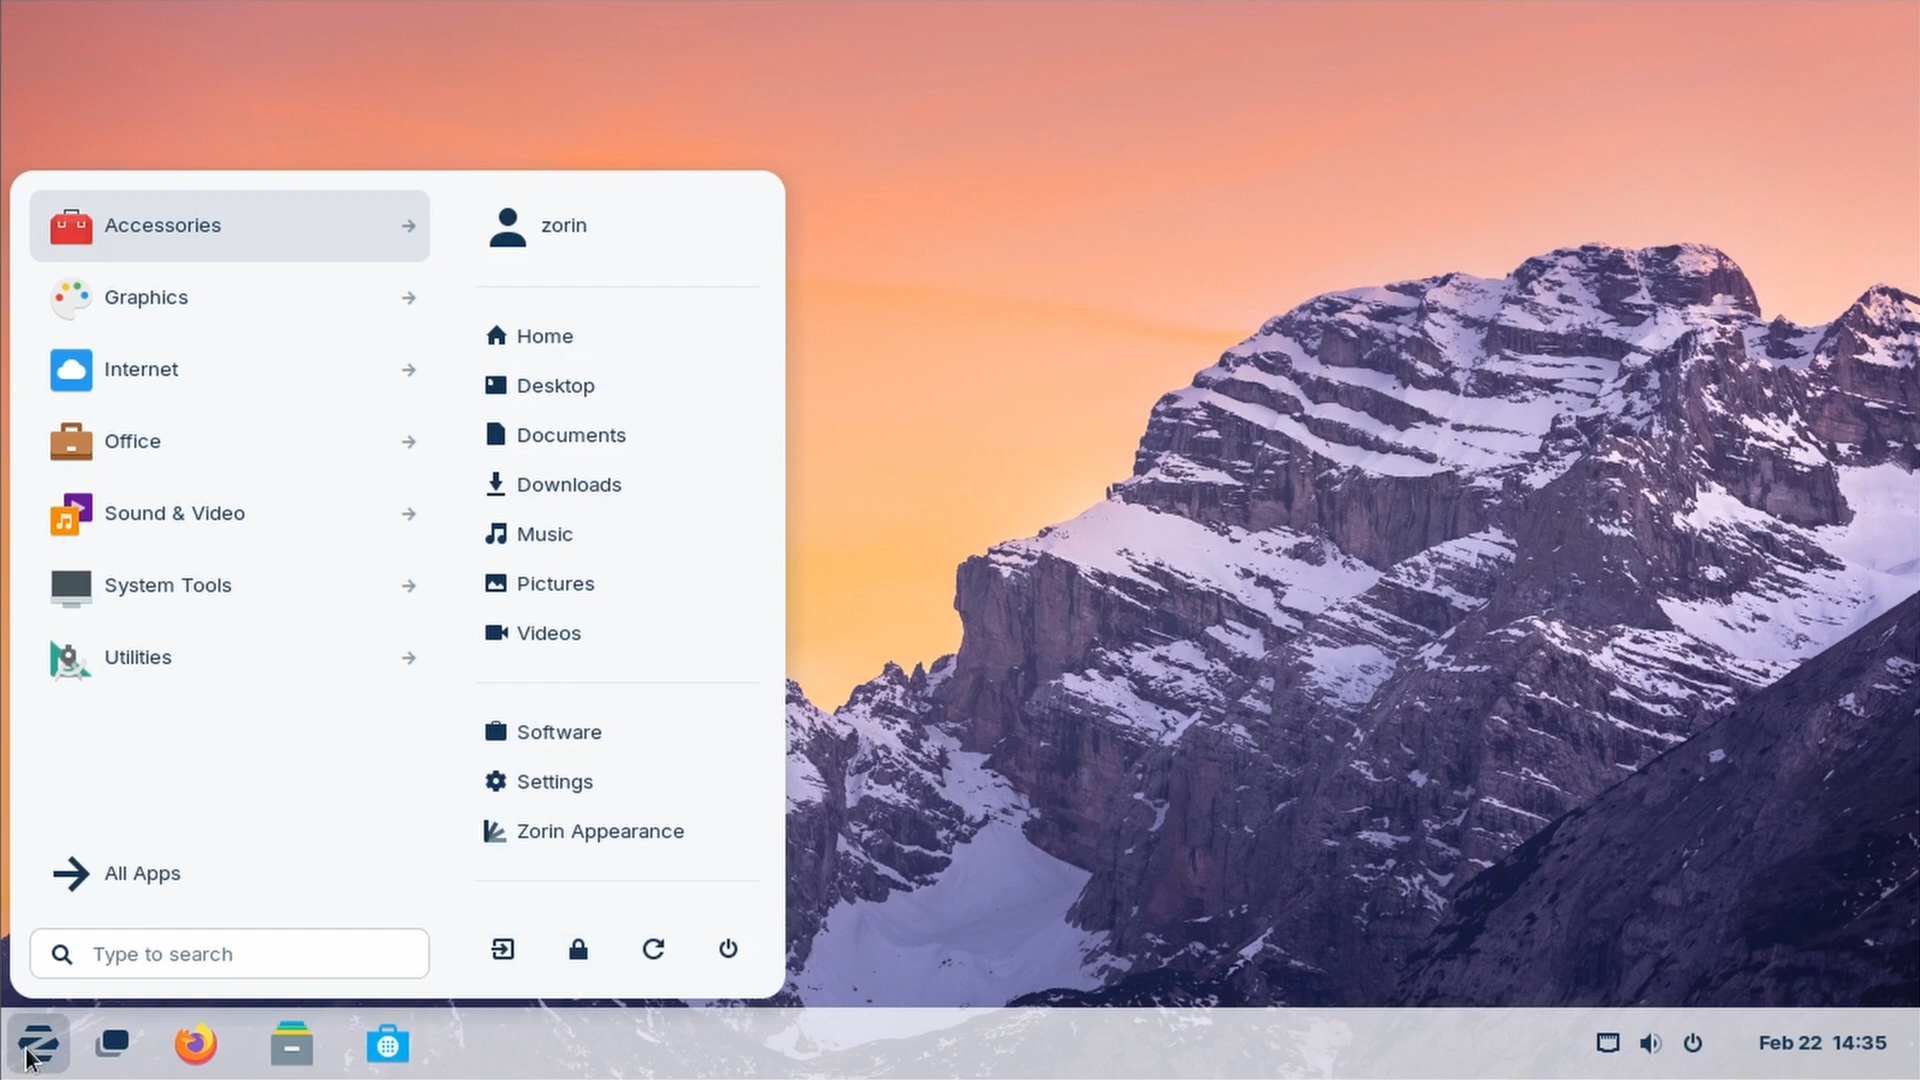 Accessories
Graphics
Internet
Office
Sound & Video
System Tools
Utilities
All Apps
Type to search
zorin
Home
Desktop
Documents
Downloads
Music
Pictures
Videos
Software
Settings
Zorin Appearance
Feb 22 14:35